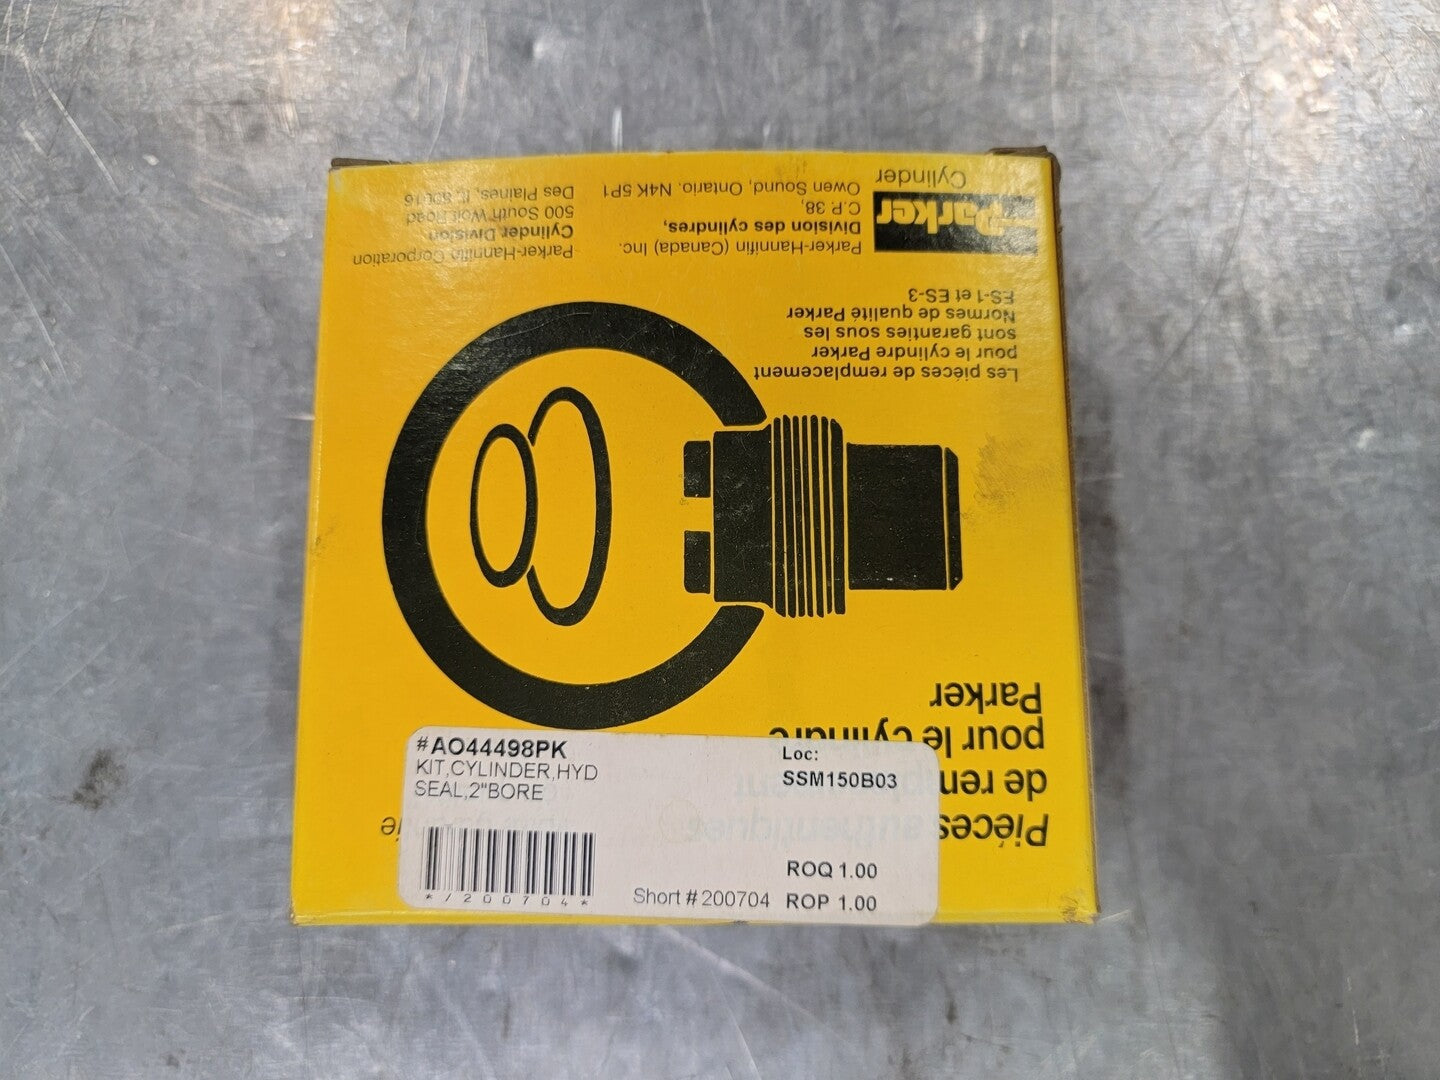 Parker
Cylinder
Parker-Hannifin (Canada) Inc.
Division des cylindres,
C.P. 38,
Owen Sound, Ontario. N4K 5P1
Parker-Hannifin Corporation
Cylinder Division
500 South Wolf Road
Des Plaines, IL 60016
Les piéces de remplacement
pour le cylindre Parker
sont garanties sous les
Normes de qualité Parker
ES-1 et ES-3
Piéces authentiques
de remplacement
pour le cylindre
Parker
#AO44498PK
KIT,CYLINDER,HYD
SEAL,2"BORE
Loc:
SSM150B03
ROQ 1.00
*/200704*
Short # 200704 ROP 1.00